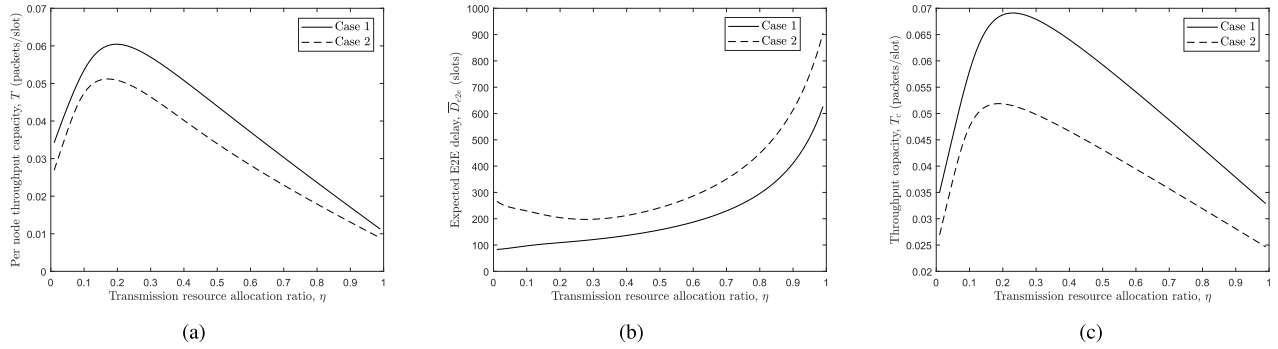 0.07
0.06
0.05
0.04
0.03
0.02
0.01
0
Per node throughput capacity, T (packets/slot)
0 0.1 0.2 0.3 0.4 0.5 0.6 0.7 0.8 0.9 1
Transmission resource allocation ratio, η
Case 1
Case 2
(a)
1000
900
800
700
600
500
400
300
200
100
0
Expected E2E delay, D̅e2e (slots)
0 0.1 0.2 0.3 0.4 0.5 0.6 0.7 0.8 0.9 1
Transmission resource allocation ratio, η
Case 1
Case 2
(b)
0.07
0.065
0.06
0.055
0.05
0.045
0.04
0.035
0.03
0.025
0.02
Throughput capacity, Tc (packets/slot)
0 0.1 0.2 0.3 0.4 0.5 0.6 0.7 0.8 0.9 1
Transmission resource allocation ratio, η
Case 1
Case 2
(c)